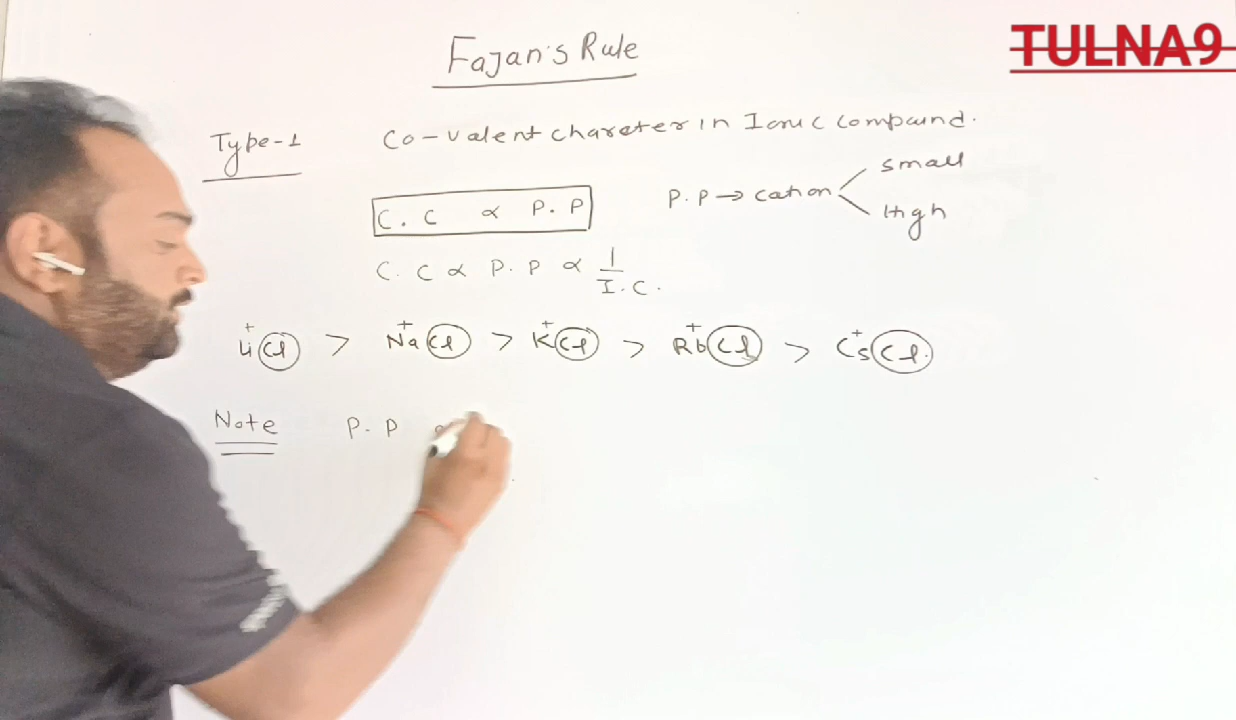 Fajan's Rule
TULNA9
Type-1 Co-valent chareter in Ionic compound.
C. C ∝ P. P
P. P → cation
small
High
C. C ∝ P. P ∝ 1/I.C.
Li⁺Cl > Na⁺Cl > K⁺Cl > Rb⁺Cl > Cs⁺Cl.
Note P. P